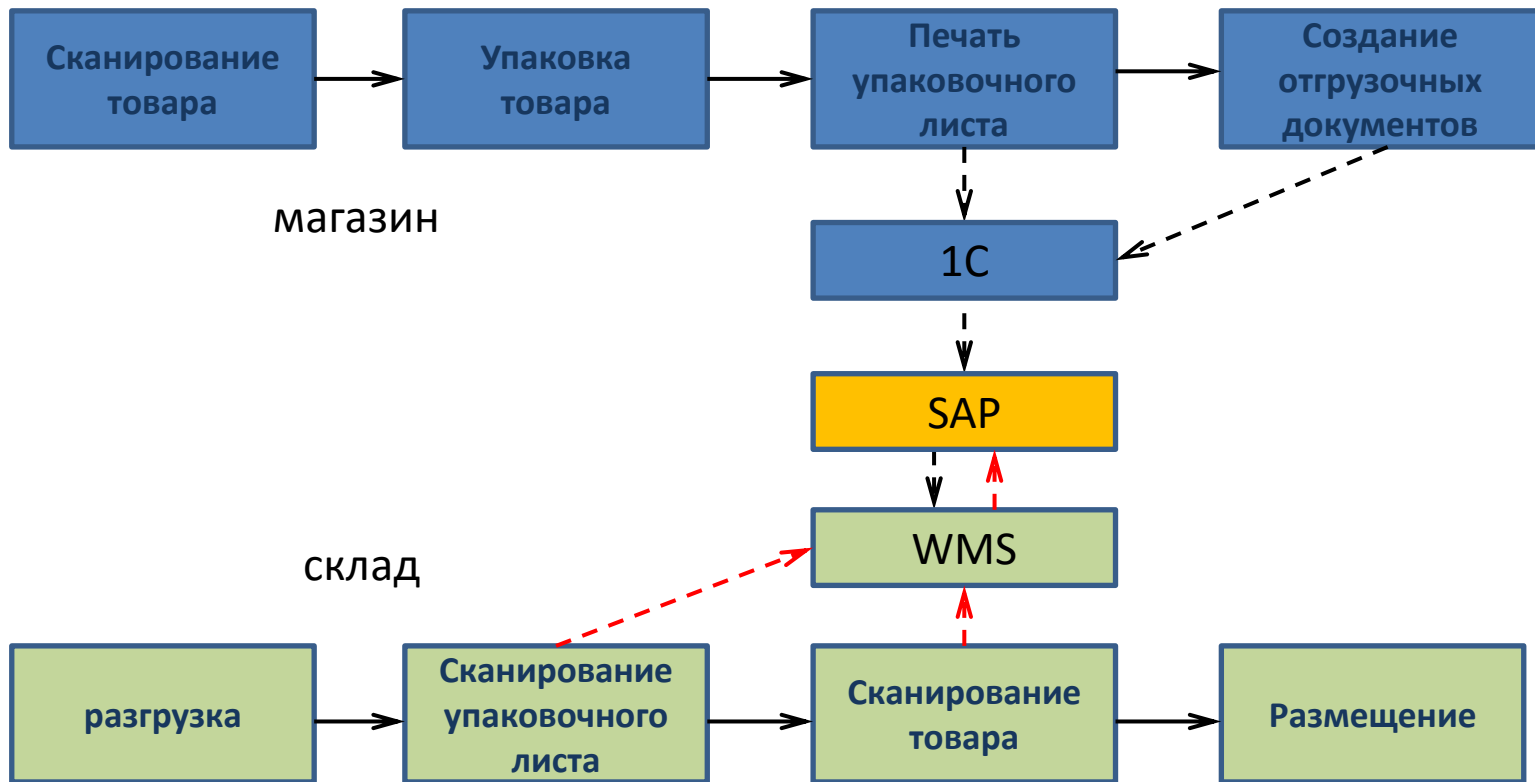 Сканирование
товара
Упаковка
товара
Печать
упаковочного
листа
Создание
отгрузочных
документов
магазин
1С
SAP
WMS
склад
разгрузка
Сканирование
упаковочного
листа
Сканирование
товара
Размещение